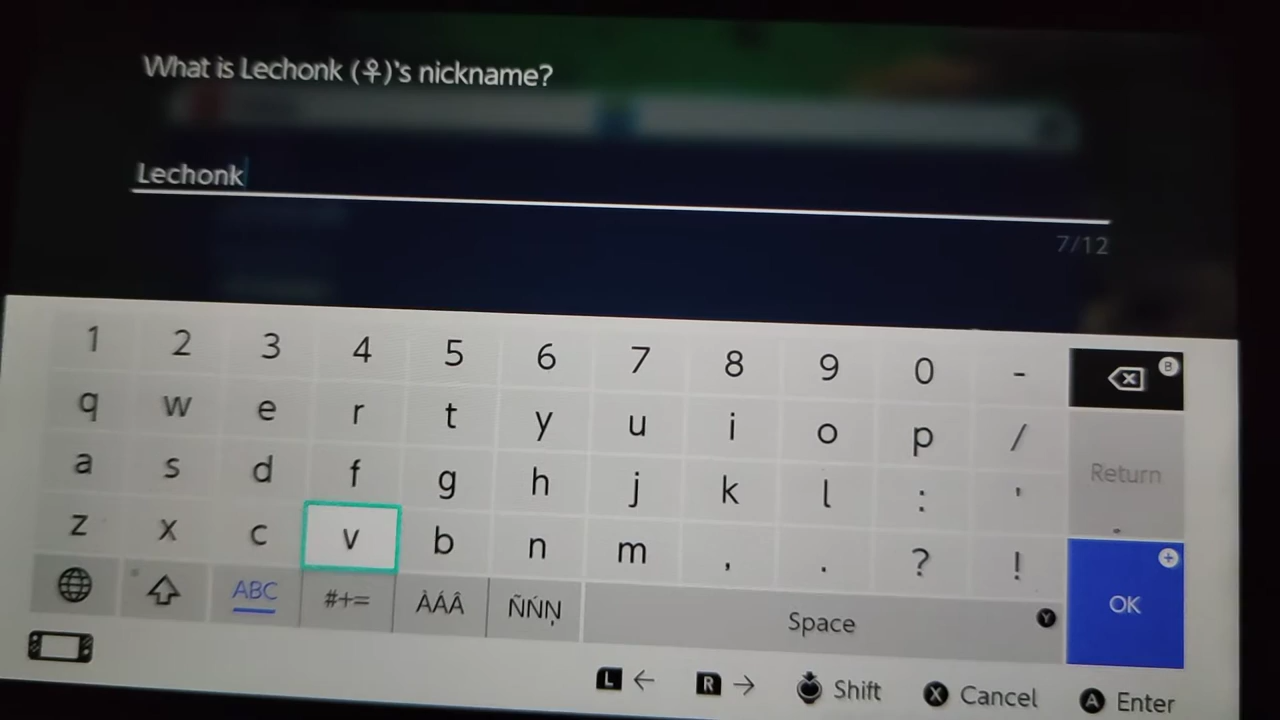 What is Lechonk (♀)'s nickname?
Lechonk
7/12
1 2 3 4 5 6 7 8 9 0 -
B
q w e r t y u i o p /
a s d f g h j k l : '
Return
z x c v b n m , . ? !
+
ABC #+= ÀÁÂ ÑŃŅ Space Y OK
L ← R → Shift X Cancel A Enter